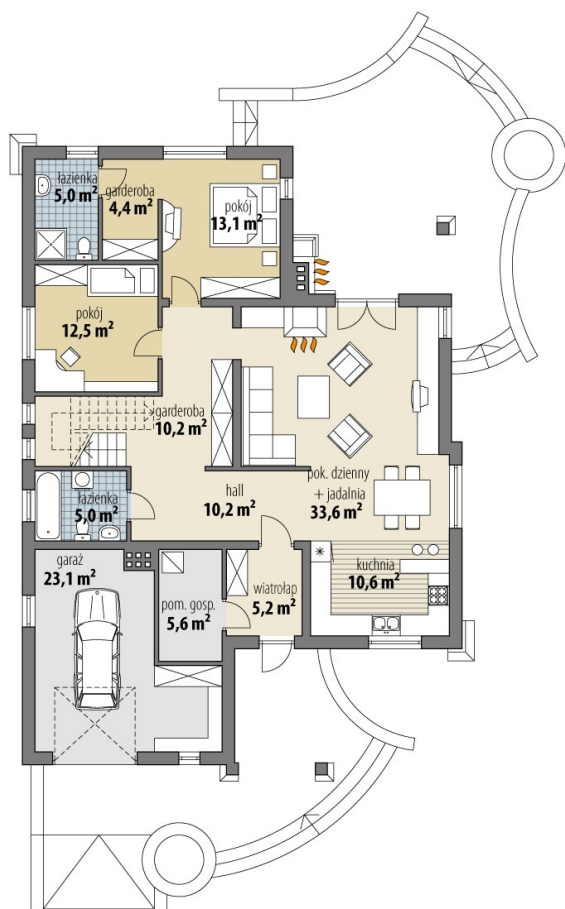 łazienka
5,0 m²
garderoba
4,4 m²
pokój
13,1 m²
pokój
12,5 m²
garderoba
10,2 m²
hall
10,2 m²
pok. dzienny
+ jadalnia
33,6 m²
łazienka
5,0 m²
garaż
23,1 m²
pom. gosp.
5,6 m²
wiatrołap
5,2 m²
kuchnia
10,6 m²